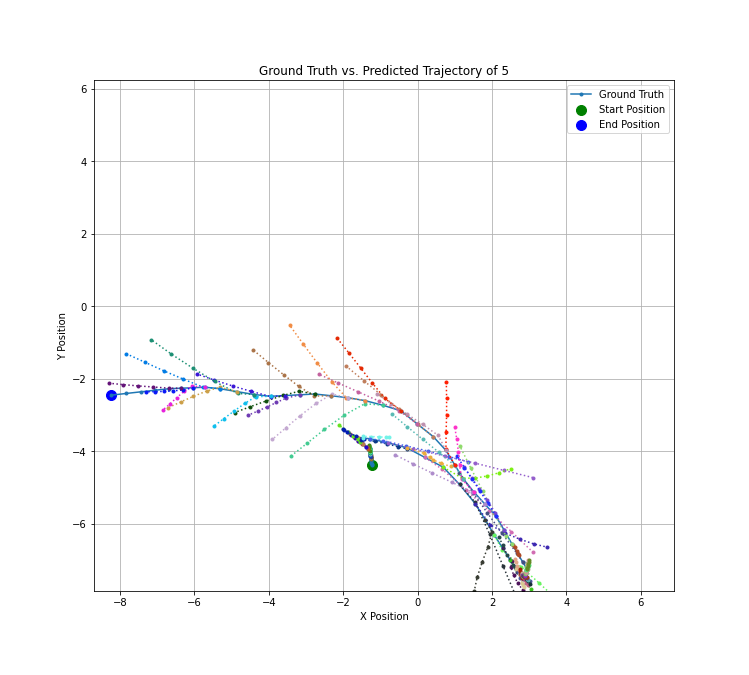 Ground Truth vs. Predicted Trajectory of 5
Ground Truth
Start Position
End Position
6
4
2
0
−2
−4
−6
Y Position
−8
−6
−4
−2
0
2
4
6
X Position